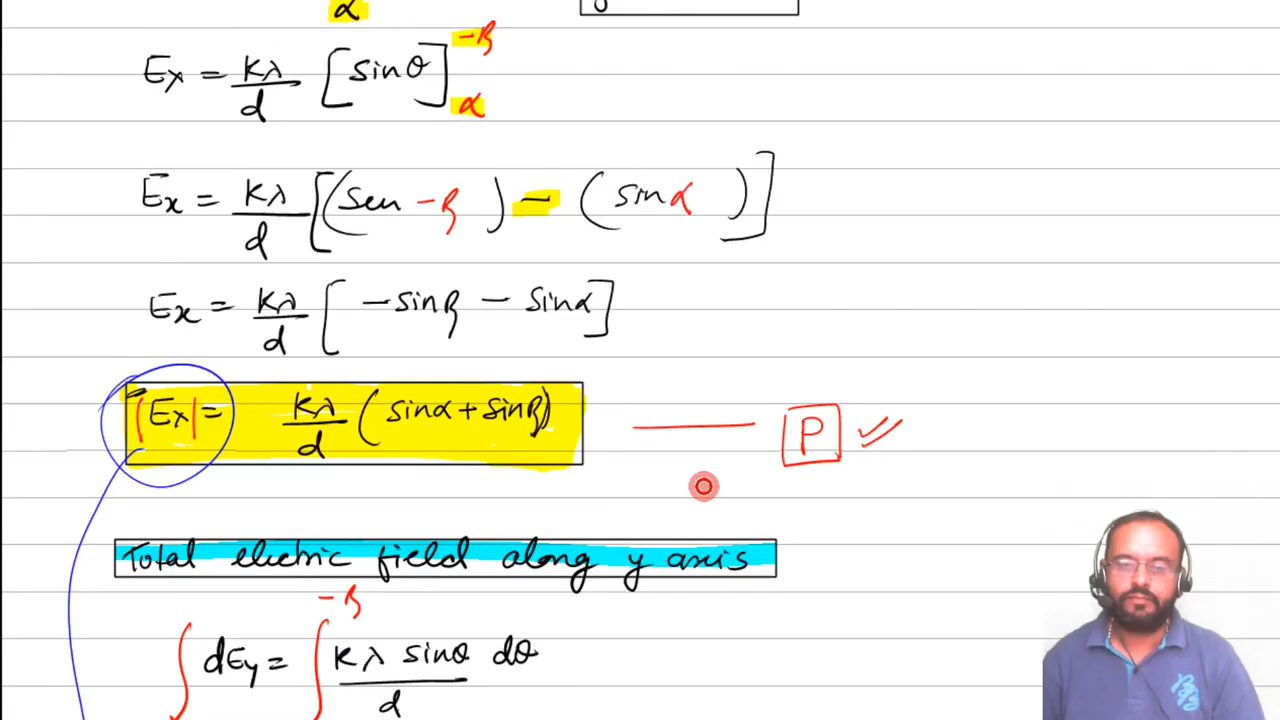 α
Ex = Kλ/d [sinθ] -β α
Ex = Kλ/d [(sen -β) - (sinα)]
Ex = Kλ/d [-sinβ - sinα]
|Ex| = Kλ/d (sinα + sinβ) — P ✓
Total electric field along y axis
∫ dEy = ∫ -β Kλ sinθ dθ / d